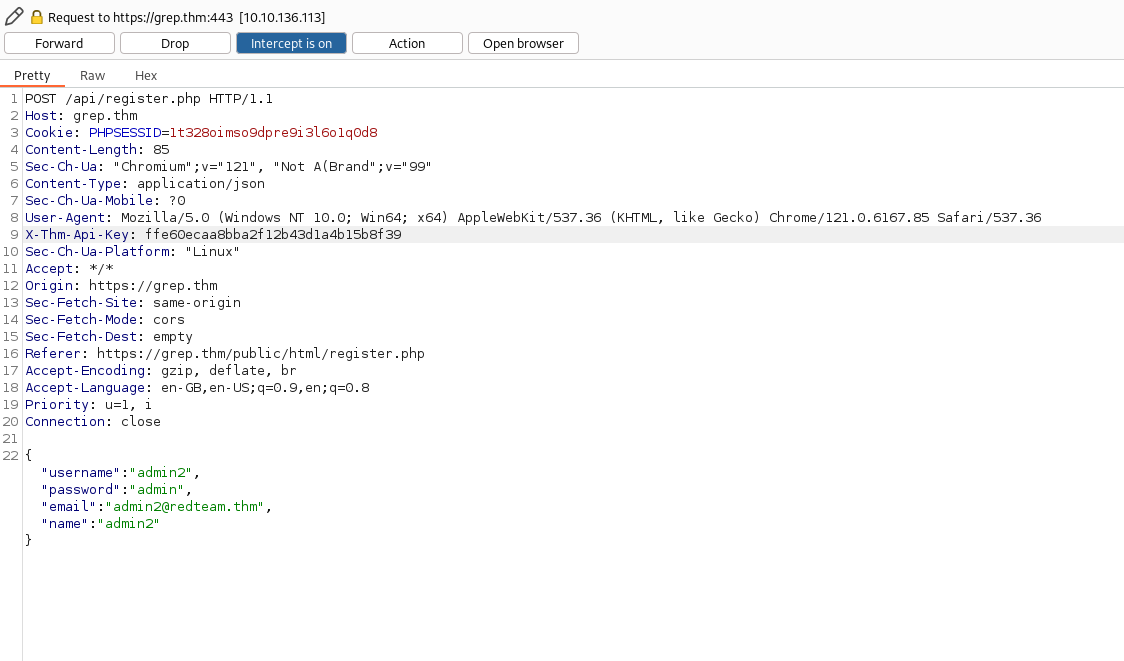 Request to https://grep.thm:443 [10.10.136.113]
Forward Drop Intercept is on Action Open browser
Pretty Raw Hex
1 POST /api/register.php HTTP/1.1
2 Host: grep.thm
3 Cookie: PHPSESSID=1t328oimso9dpre9i3l6o1q0d8
4 Content-Length: 85
5 Sec-Ch-Ua: "Chromium";v="121", "Not A(Brand";v="99"
6 Content-Type: application/json
7 Sec-Ch-Ua-Mobile: ?0
8 User-Agent: Mozilla/5.0 (Windows NT 10.0; Win64; x64) AppleWebKit/537.36 (KHTML, like Gecko) Chrome/121.0.6167.85 Safari/537.36
9 X-Thm-Api-Key: ffe60ecaa8bba2f12b43d1a4b15b8f39
10 Sec-Ch-Ua-Platform: "Linux"
11 Accept: */*
12 Origin: https://grep.thm
13 Sec-Fetch-Site: same-origin
14 Sec-Fetch-Mode: cors
15 Sec-Fetch-Dest: empty
16 Referer: https://grep.thm/public/html/register.php
17 Accept-Encoding: gzip, deflate, br
18 Accept-Language: en-GB,en-US;q=0.9,en;q=0.8
19 Priority: u=1, i
20 Connection: close
21
22 {
"username":"admin2",
"password":"admin",
"email":"admin2@redteam.thm",
"name":"admin2"
}